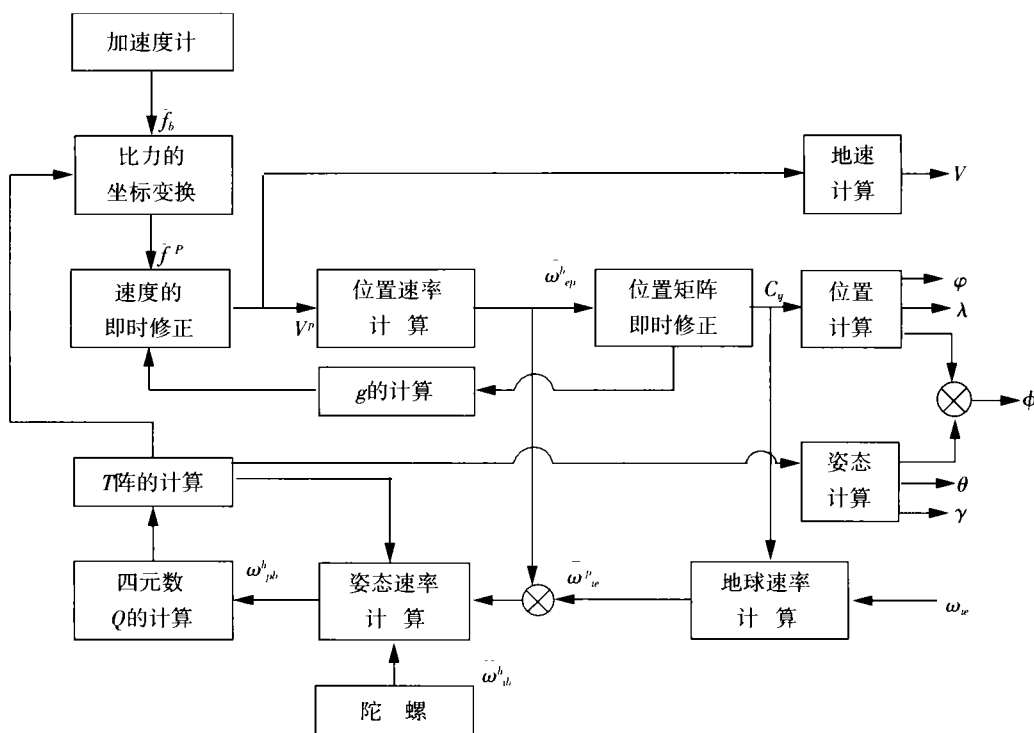 加速度计
f̄_b
比力的
坐标变换
地速
计算
V
f̄^P
速度的
即时修正
V^p
位置速率
计 算
ω̄^b_ep
位置矩阵
即时修正
C_y
位置
计算
φ
λ
g的计算
ϕ
T阵的计算
姿态
计算
θ
γ
四元数
Q的计算
ω^b_pb
姿态速率
计 算
ω̄^p_ie
地球速率
计 算
ω_ie
ω̄^b_ib
陀 螺